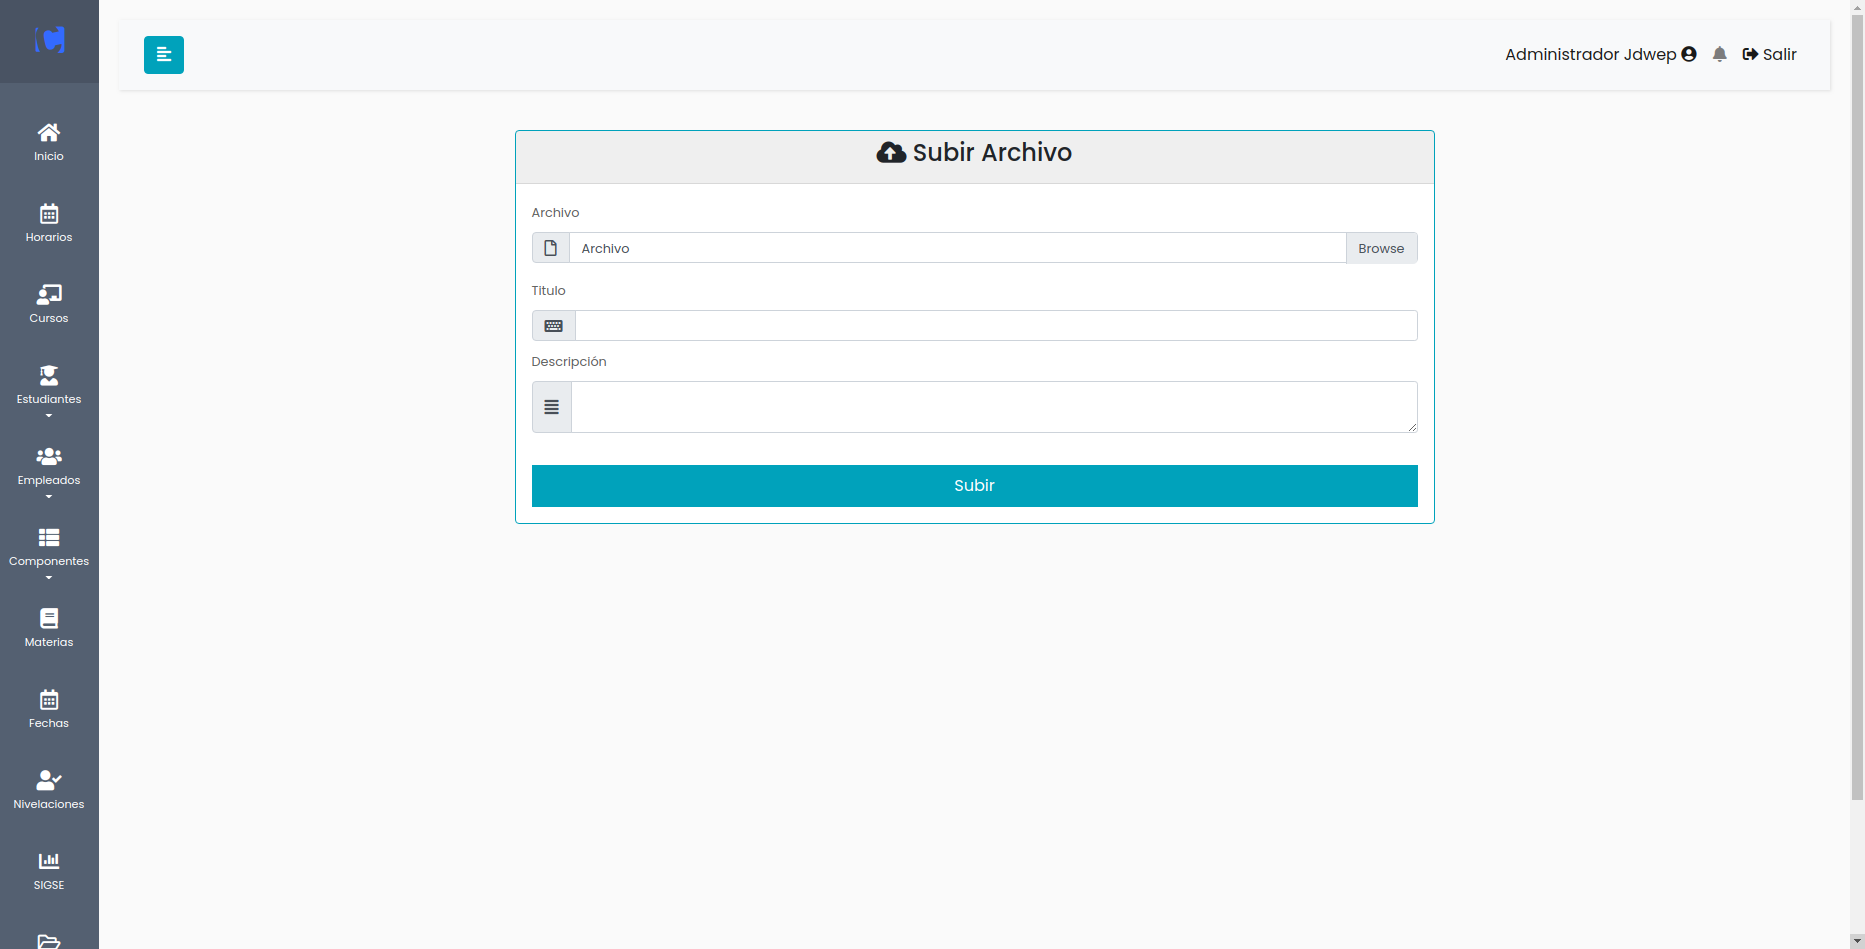 Administrador Jdwep
Salir
Inicio
Horarios
Cursos
Estudiantes
Empleados
Componentes
Materias
Fechas
Nivelaciones
SIGSE
Subir Archivo
Archivo
Archivo
Browse
Titulo
Descripción
Subir